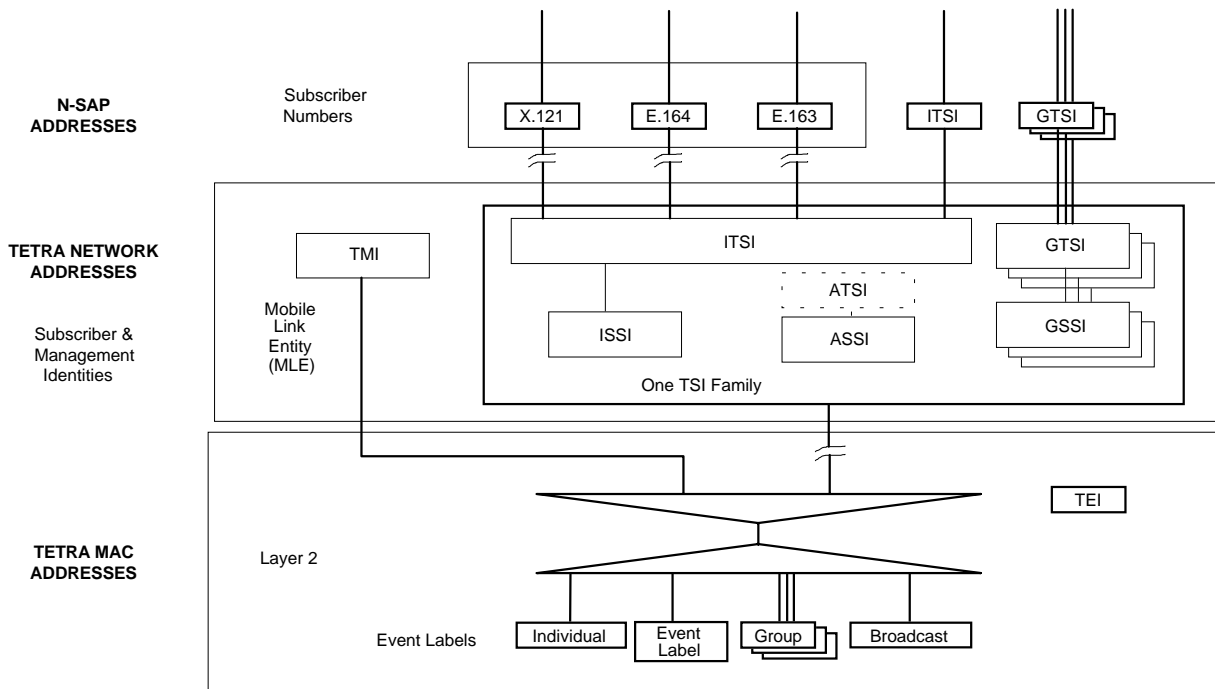 N-SAP
ADDRESSES
Subscriber
Numbers
X.121
E.164
E.163
ITSI
GTSI
TETRA NETWORK
ADDRESSES
Subscriber &
Management
Identities
TMI
Mobile
Link
Entity
(MLE)
ITSI
GTSI
ATSI
ISSI
ASSI
GSSI
One TSI Family
TETRA MAC
ADDRESSES
Layer 2
TEI
Event Labels
Individual
Event
Label
Group
Broadcast